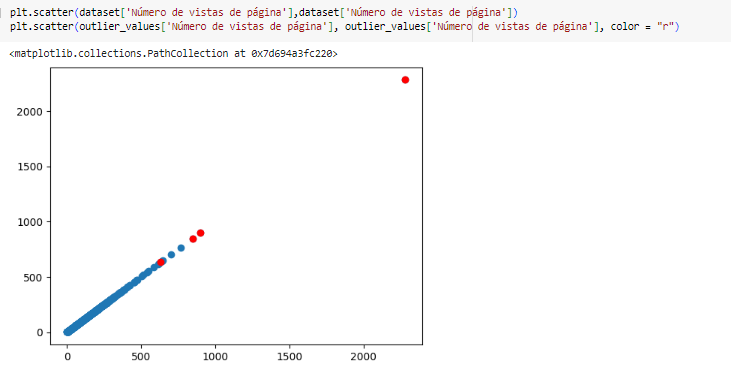 plt.scatter(dataset['Número de vistas de página'],dataset['Número de vistas de página'])
plt.scatter(outlier_values['Número de vistas de página'], outlier_values['Número de vistas de página'], color = "r")
<matplotlib.collections.PathCollection at 0x7d694a3fc220>
2000
1500
1000
500
0
0 500 1000 1500 2000